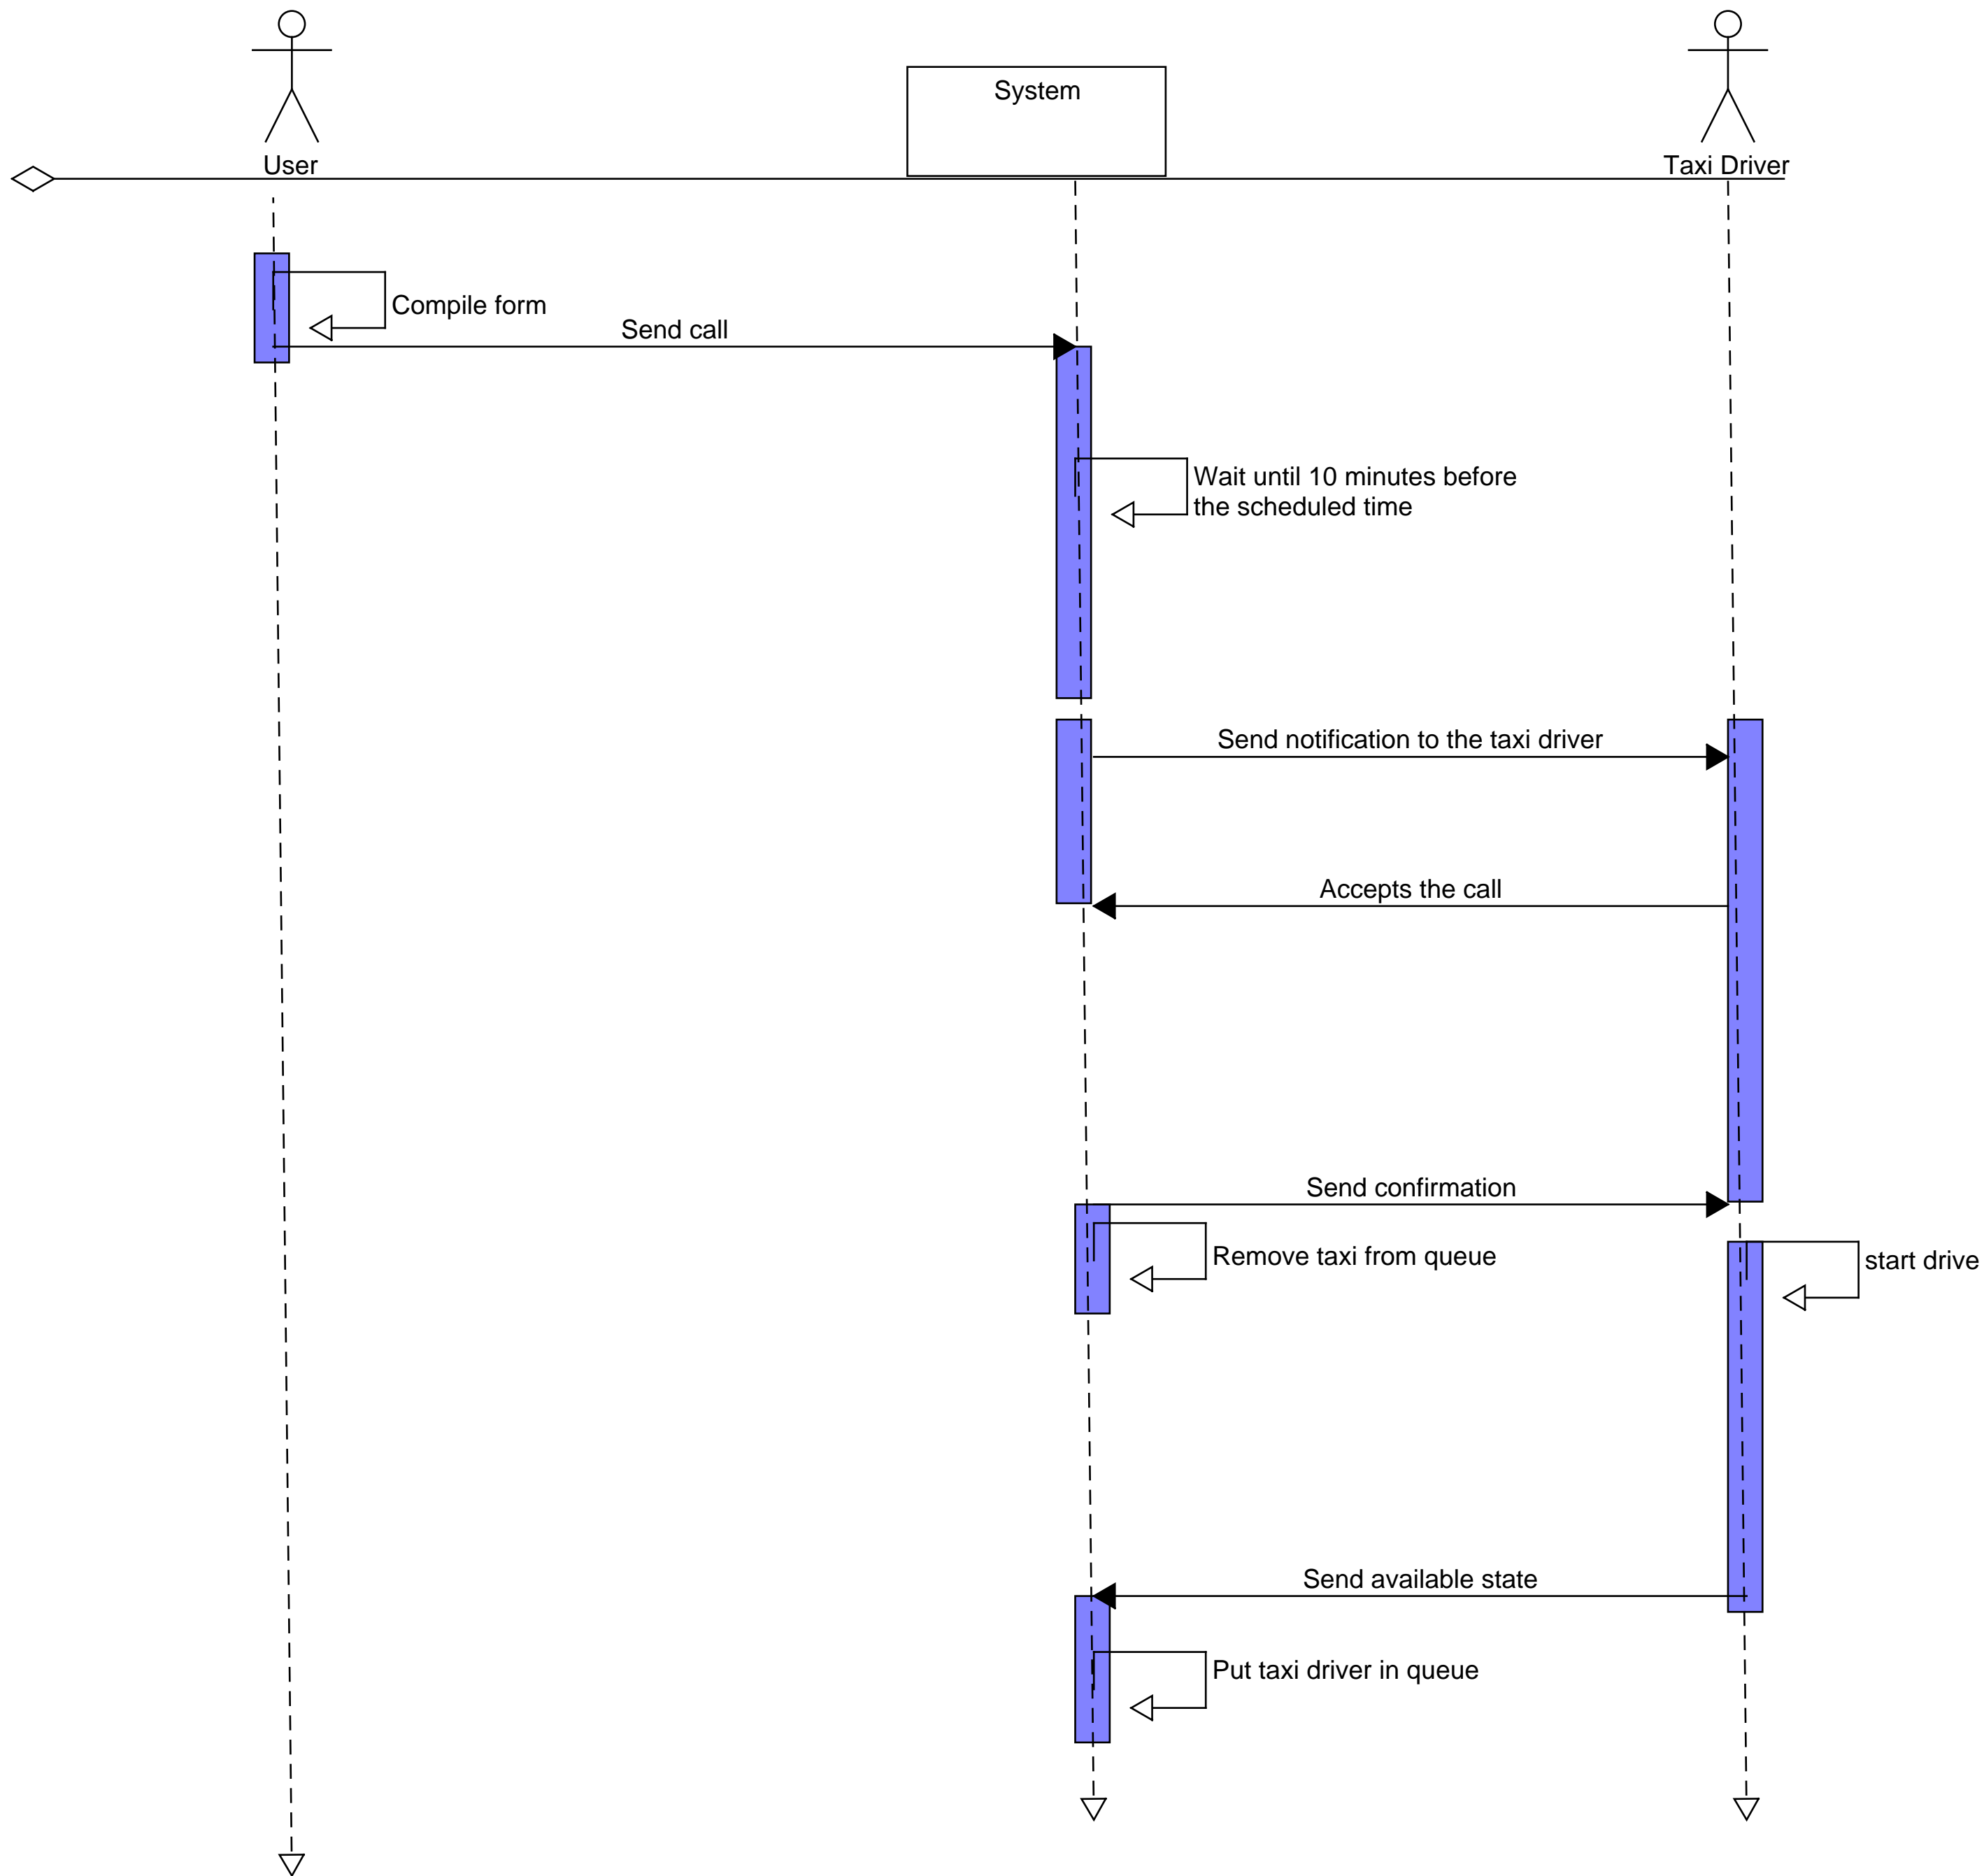 System
User
Taxi Driver
Compile form
Send call
Wait until 10 minutes before
the scheduled time
Send notification to the taxi driver
Accepts the call
Send confirmation
Remove taxi from queue
start drive
Send available state
Put taxi driver in queue